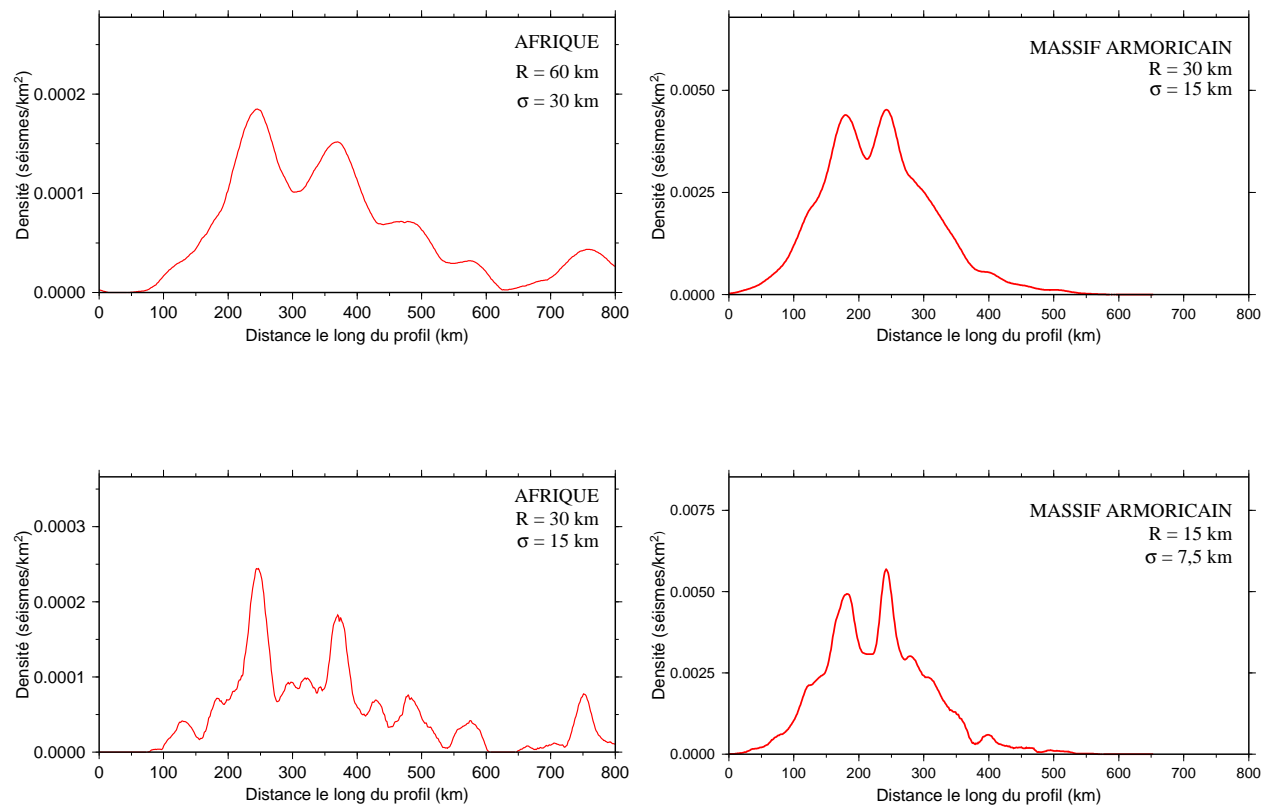 AFRIQUE
R = 60 km
σ = 30 km
Densité (séismes/km²)
0.0002
0.0001
0.0000
0 100 200 300 400 500 600 700 800
Distance le long du profil (km)
MASSIF ARMORICAIN
R = 30 km
σ = 15 km
Densité (séismes/km²)
0.0050
0.0025
0.0000
0 100 200 300 400 500 600 700 800
Distance le long du profil (km)
AFRIQUE
R = 30 km
σ = 15 km
Densité (séismes/km²)
0.0003
0.0002
0.0001
0.0000
0 100 200 300 400 500 600 700 800
Distance le long du profil (km)
MASSIF ARMORICAIN
R = 15 km
σ = 7,5 km
Densité (séismes/km²)
0.0075
0.0050
0.0025
0.0000
0 100 200 300 400 500 600 700 800
Distance le long du profil (km)